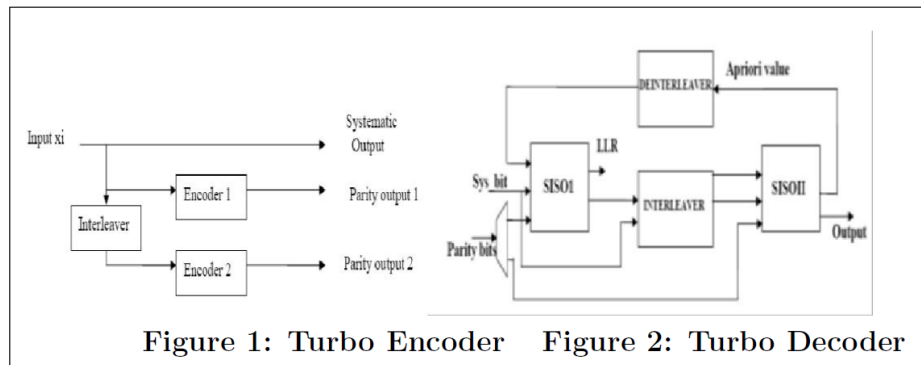 Input xi
Systematic
Output
Encoder 1
Parity output 1
Interleaver
Encoder 2
Parity output 2
Figure 1: Turbo Encoder
DEINTERLEAVER
Apriori value
LLR
Sys_bit
SISOI
INTERLEAVER
SISOII
Parity bits
Output
Figure 2: Turbo Decoder